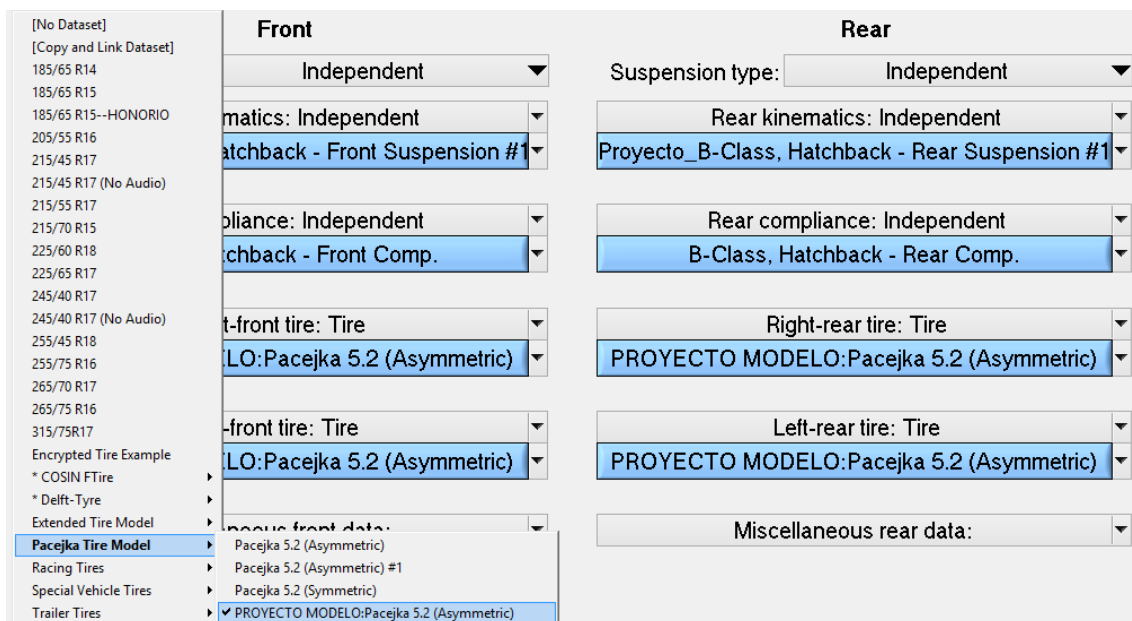 [No Dataset]
[Copy and Link Dataset]
185/65 R14
185/65 R15
185/65 R15--HONORIO
205/55 R16
215/45 R17
215/45 R17 (No Audio)
215/55 R17
215/70 R15
225/60 R18
225/65 R17
245/40 R17
245/40 R17 (No Audio)
255/45 R18
255/75 R16
265/70 R17
265/75 R16
315/75R17
Encrypted Tire Example
* COSIN FTire
* Delft-Tyre
Extended Tire Model
Pacejka Tire Model
Racing Tires
Special Vehicle Tires
Trailer Tires
Pacejka 5.2 (Asymmetric)
Pacejka 5.2 (Asymmetric) #1
Pacejka 5.2 (Symmetric)
PROYECTO MODELO:Pacejka 5.2 (Asymmetric)
Front
Independent
matics: Independent
atchback - Front Suspension #1
pliance: Independent
chback - Front Comp.
t-front tire: Tire
LO:Pacejka 5.2 (Asymmetric)
-front tire: Tire
LO:Pacejka 5.2 (Asymmetric)
neous front data:
Rear
Suspension type: Independent
Rear kinematics: Independent
Proyecto_B-Class, Hatchback - Rear Suspension #1
Rear compliance: Independent
B-Class, Hatchback - Rear Comp.
Right-rear tire: Tire
PROYECTO MODELO:Pacejka 5.2 (Asymmetric)
Left-rear tire: Tire
PROYECTO MODELO:Pacejka 5.2 (Asymmetric)
Miscellaneous rear data: